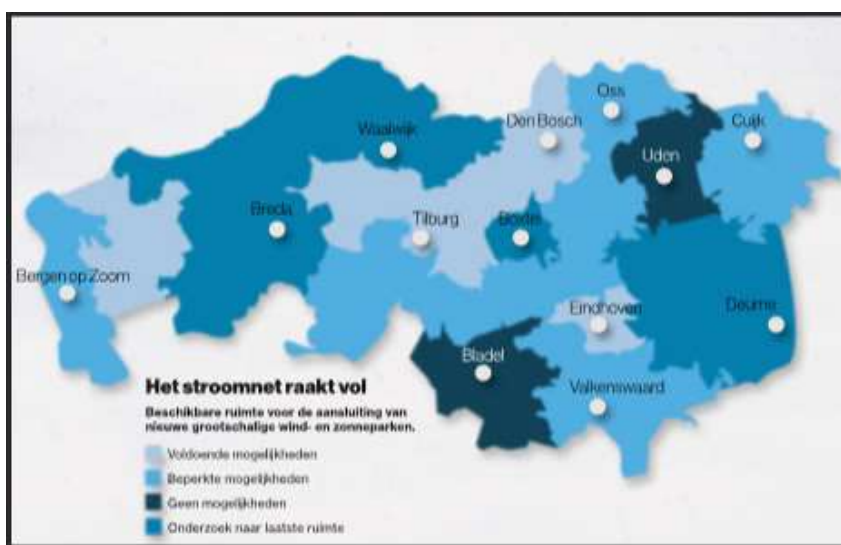 Oss
Waalwijk
Den Bosch
Cuijk
Uden
Breda
Tilburg
Boxtel
Bergen op Zoom
Eindhoven
Deurne
Bladel
Valkenswaard
Het stroomnet raakt vol
Beschikbare ruimte voor de aansluiting van
nieuwe grootschalige wind- en zonneparken.
Voldoende mogelijkheden
Beperkte mogelijkheden
Geen mogelijkheden
Onderzoek naar laatste ruimte